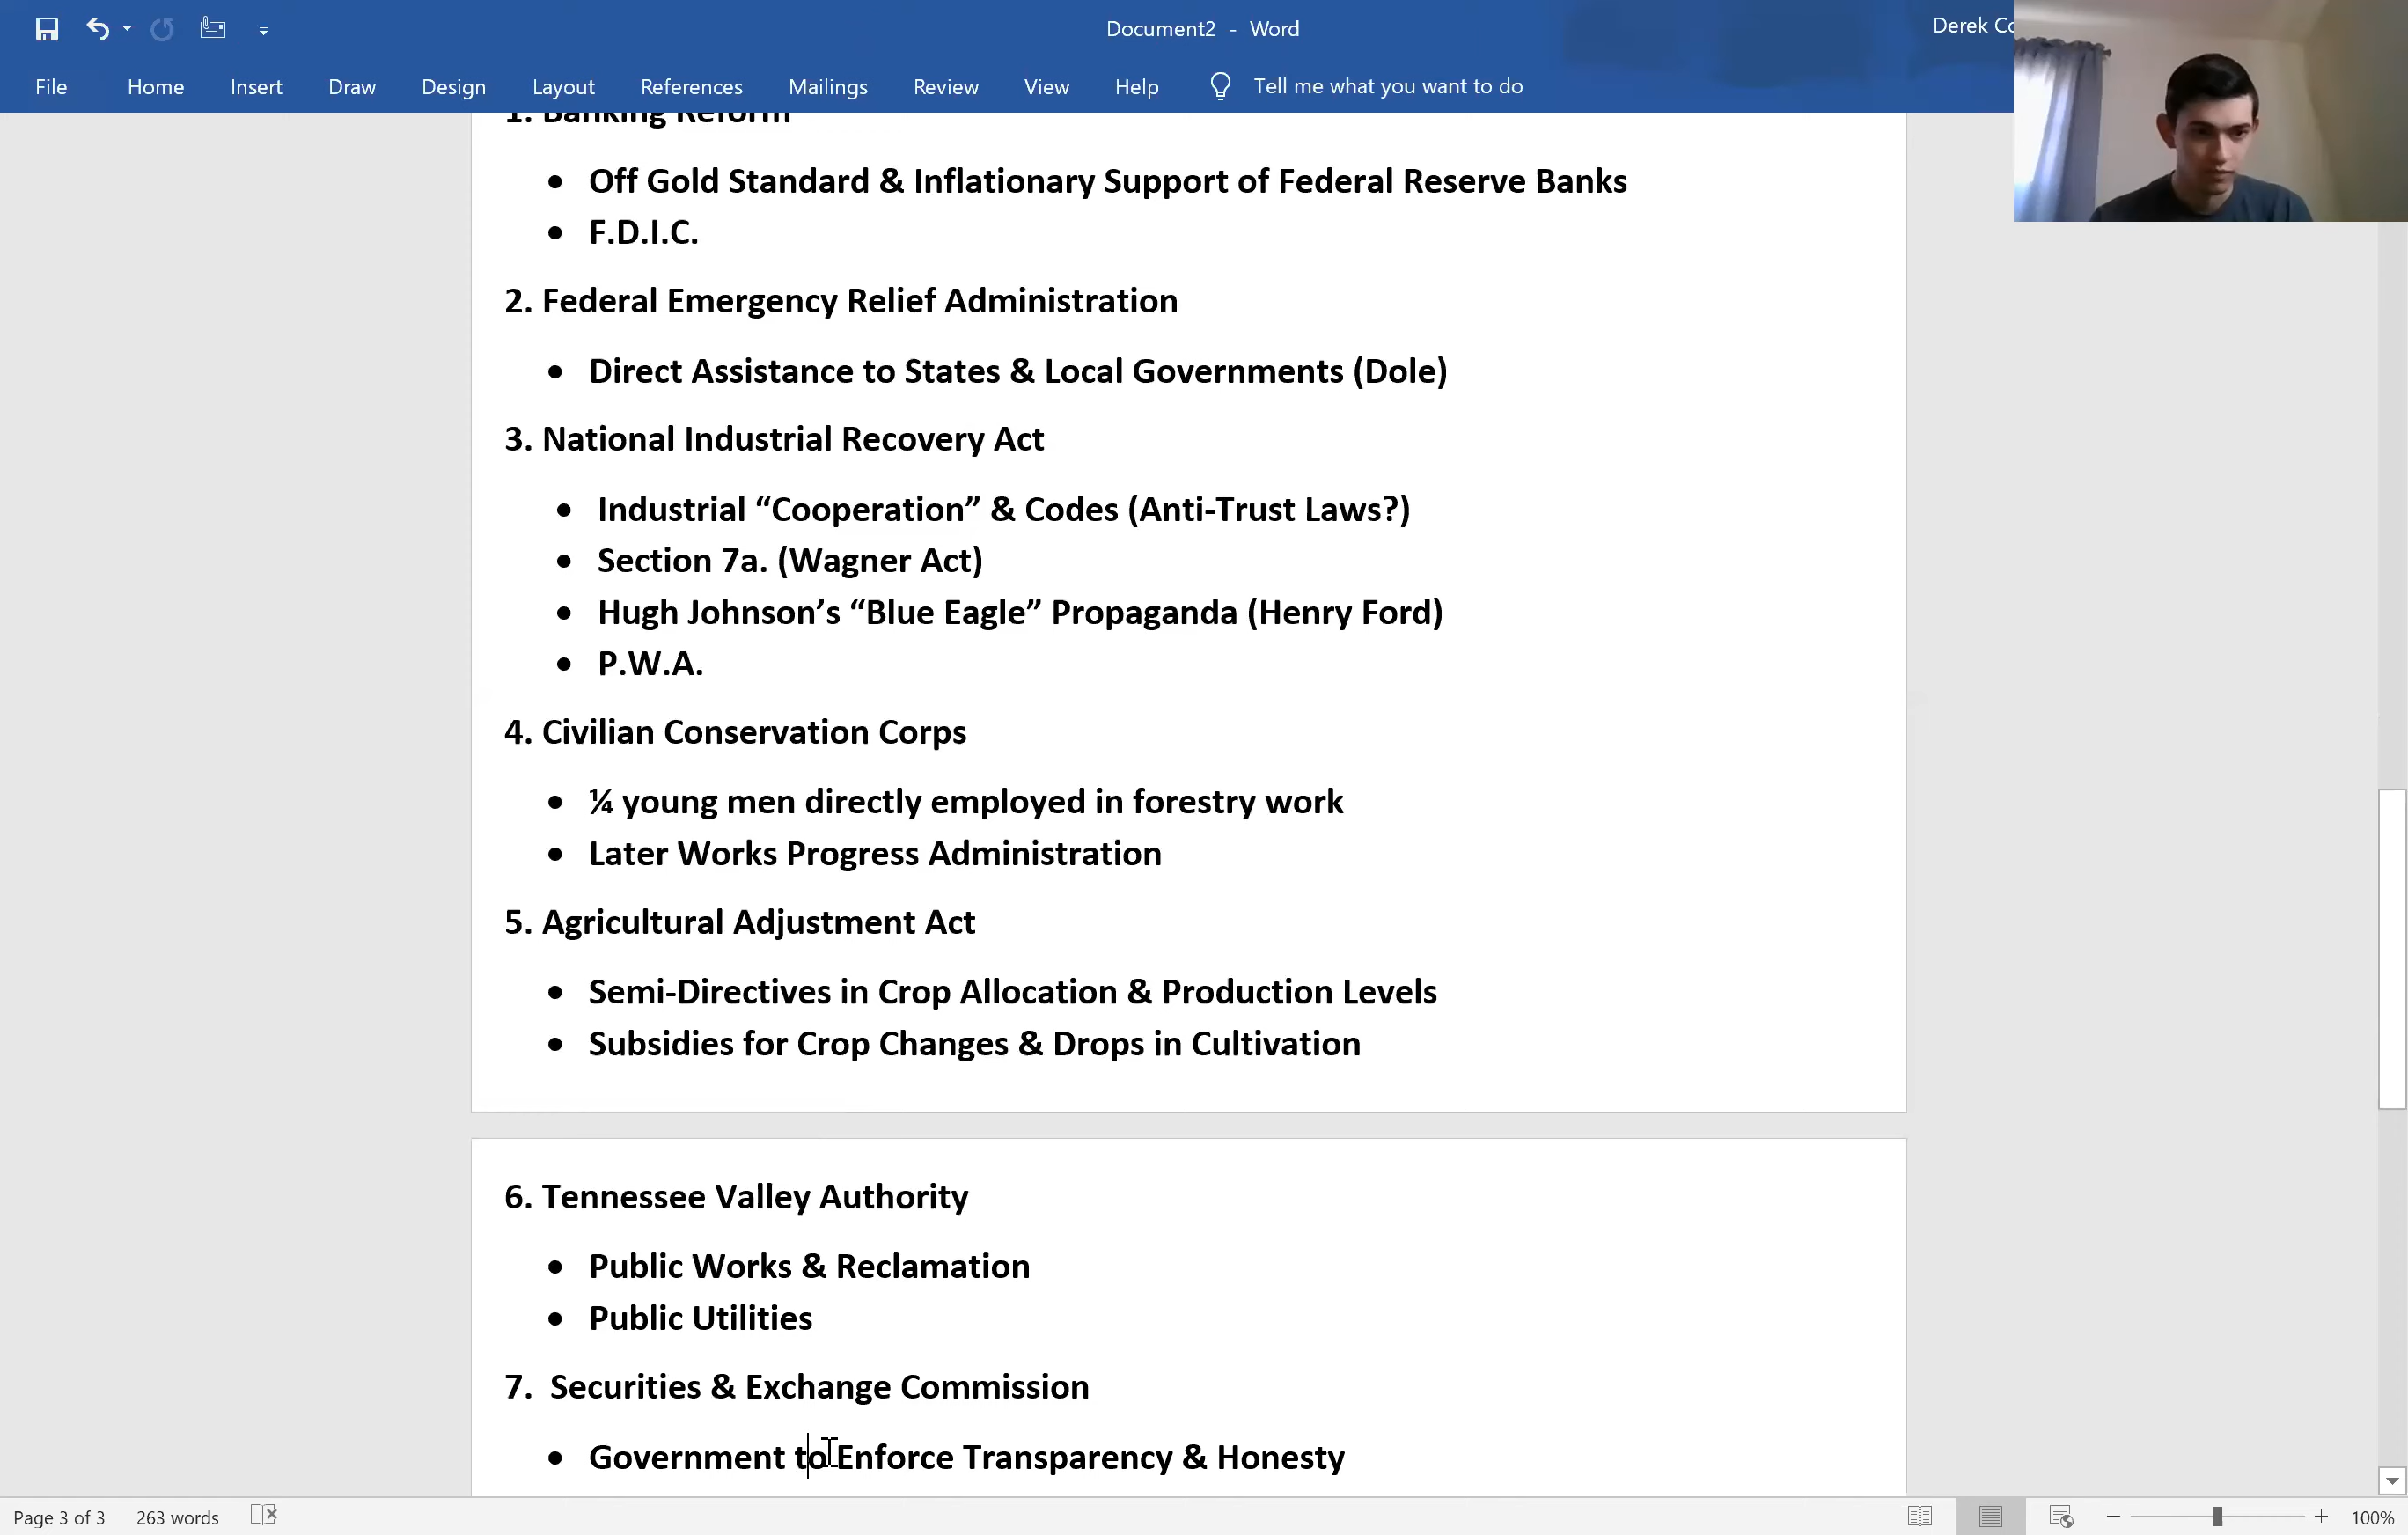 Document2 - Word
Derek Co
File Home Insert Draw Design Layout References Mailings Review View Help Tell me what you want to do
1. Banking Reform
• Off Gold Standard & Inflationary Support of Federal Reserve Banks
• F.D.I.C.
2. Federal Emergency Relief Administration
• Direct Assistance to States & Local Governments (Dole)
3. National Industrial Recovery Act
• Industrial “Cooperation” & Codes (Anti-Trust Laws?)
• Section 7a. (Wagner Act)
• Hugh Johnson’s “Blue Eagle” Propaganda (Henry Ford)
• P.W.A.
4. Civilian Conservation Corps
• ¼ young men directly employed in forestry work
• Later Works Progress Administration
5. Agricultural Adjustment Act
• Semi-Directives in Crop Allocation & Production Levels
• Subsidies for Crop Changes & Drops in Cultivation
6. Tennessee Valley Authority
• Public Works & Reclamation
• Public Utilities
7. Securities & Exchange Commission
• Government to Enforce Transparency & Honesty
Page 3 of 3 263 words 100%